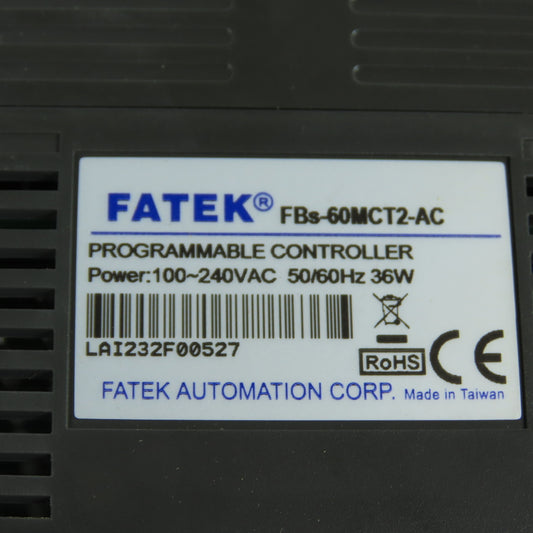 FATEK® FBs-60MCT2-AC
PROGRAMMABLE CONTROLLER
Power:100~240VAC 50/60Hz 36W
LAI232F00527
RoHS CE
FATEK AUTOMATION CORP. Made in Taiwan